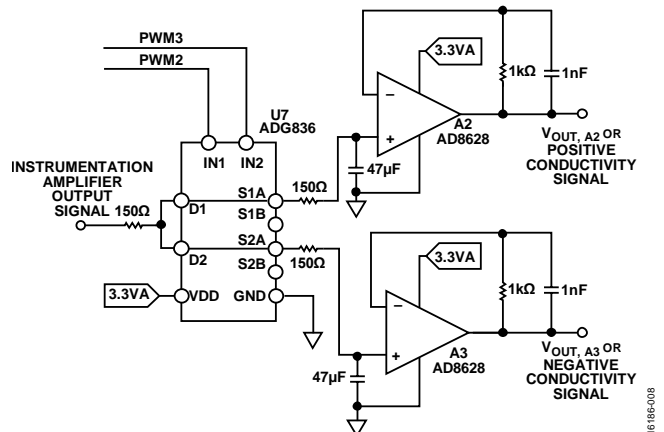 PWM3
PWM2
U7
ADG836
IN1 IN2
INSTRUMENTATION
AMPLIFIER
OUTPUT
SIGNAL 150Ω
D1
D2
S1A
S1B
S2A
S2B
150Ω
150Ω
3.3VA
VDD GND
3.3VA
−
+
A2
AD8628
47µF
1kΩ
1nF
VOUT, A2 OR
POSITIVE
CONDUCTIVITY
SIGNAL
3.3VA
−
+
A3
AD8628
47µF
1kΩ
1nF
VOUT, A3 OR
NEGATIVE
CONDUCTIVITY
SIGNAL
16186-008